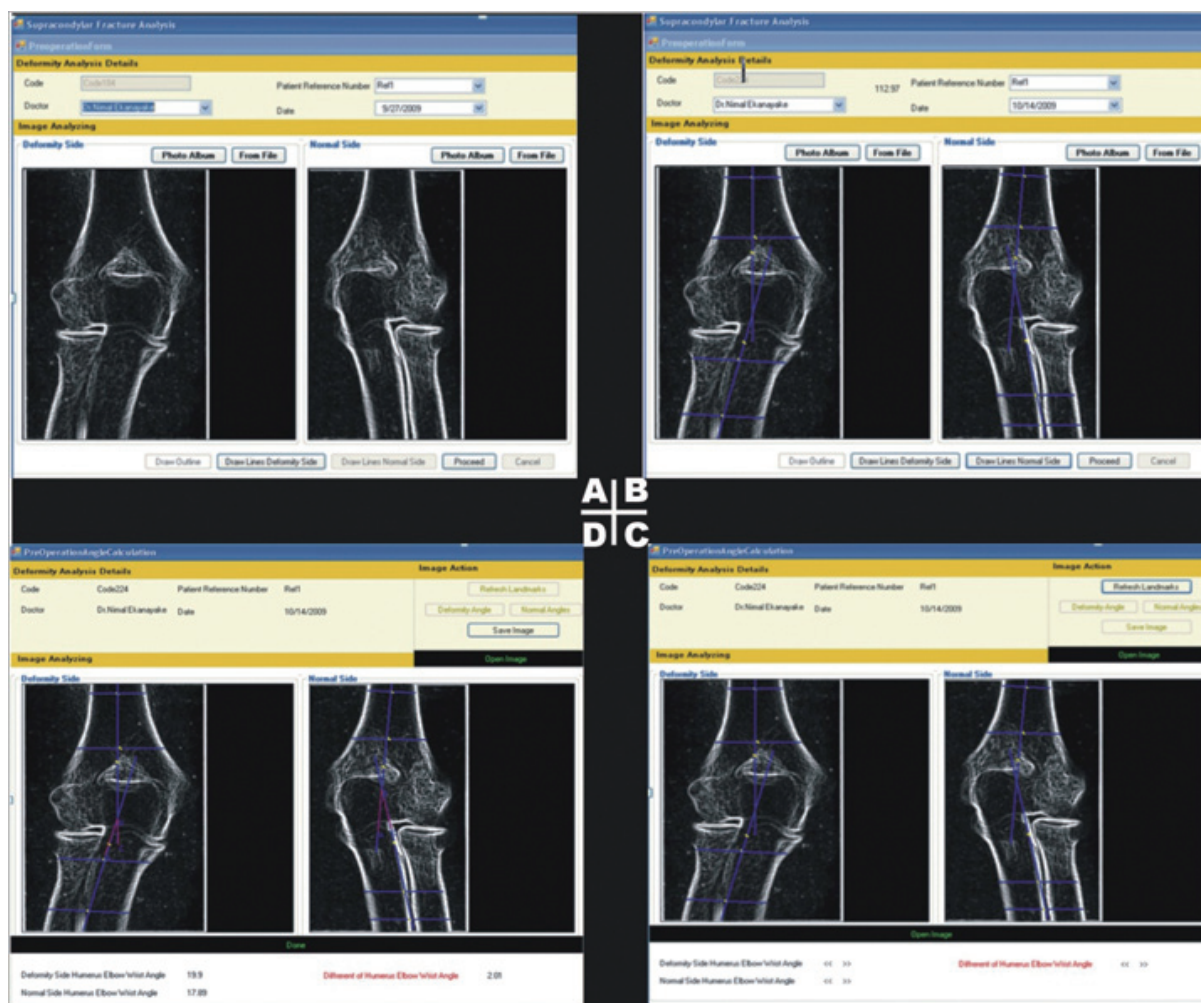 Supracondylar Fracture Analysis
PreoperationForm
Deformity Analysis Details
Code Code104 Patient Reference Number Ref1
Doctor Dr.Nimal Ekanayake Date 9/27/2009
Image Analyzing
Deformity Side Normal Side
Photo Album From File Photo Album From File
Draw Outline Draw Lines Deformity Side Draw Lines Normal Side Proceed Cancel
Supracondylar Fracture Analysis
PreoperationForm
Deformity Analysis Details
Code 112.97 Patient Reference Number Ref1
Doctor Dr.Nimal Ekanayake Date 10/14/2009
Image Analyzing
Deformity Side Normal Side
Photo Album From File Photo Album From File
Draw Outline Draw Lines Deformity Side Draw Lines Normal Side Proceed Cancel
A B
D C
PreOperationAngleCalculation
Deformity Analysis Details Image Action
Code Code224 Patient Reference Number Ref1 Refresh Landmarks
Doctor Dr.Nimal Ekanayake Date 10/14/2009 Deformity Angle Normal Angles
Save Image
Image Analyzing Open Image
Deformity Side Normal Side
Done
Deformity Side Humerus Elbow Wrist Angle 19.9 Different of Humerus Elbow Wrist Angle 2.01
Normal Side Humerus Elbow Wrist Angle 17.89
PreOperationAngleCalculation
Deformity Analysis Details Image Action
Code Code224 Patient Reference Number Ref1 Refresh Landmarks
Doctor Dr.Nimal Ekanayake Date 10/14/2009 Deformity Angle Normal Angles
Save Image
Image Analyzing Open Image
Deformity Side Normal Side
Open Image
Deformity Side Humerus Elbow Wrist Angle << >> Different of Humerus Elbow Wrist Angle << >>
Normal Side Humerus Elbow Wrist Angle << >>